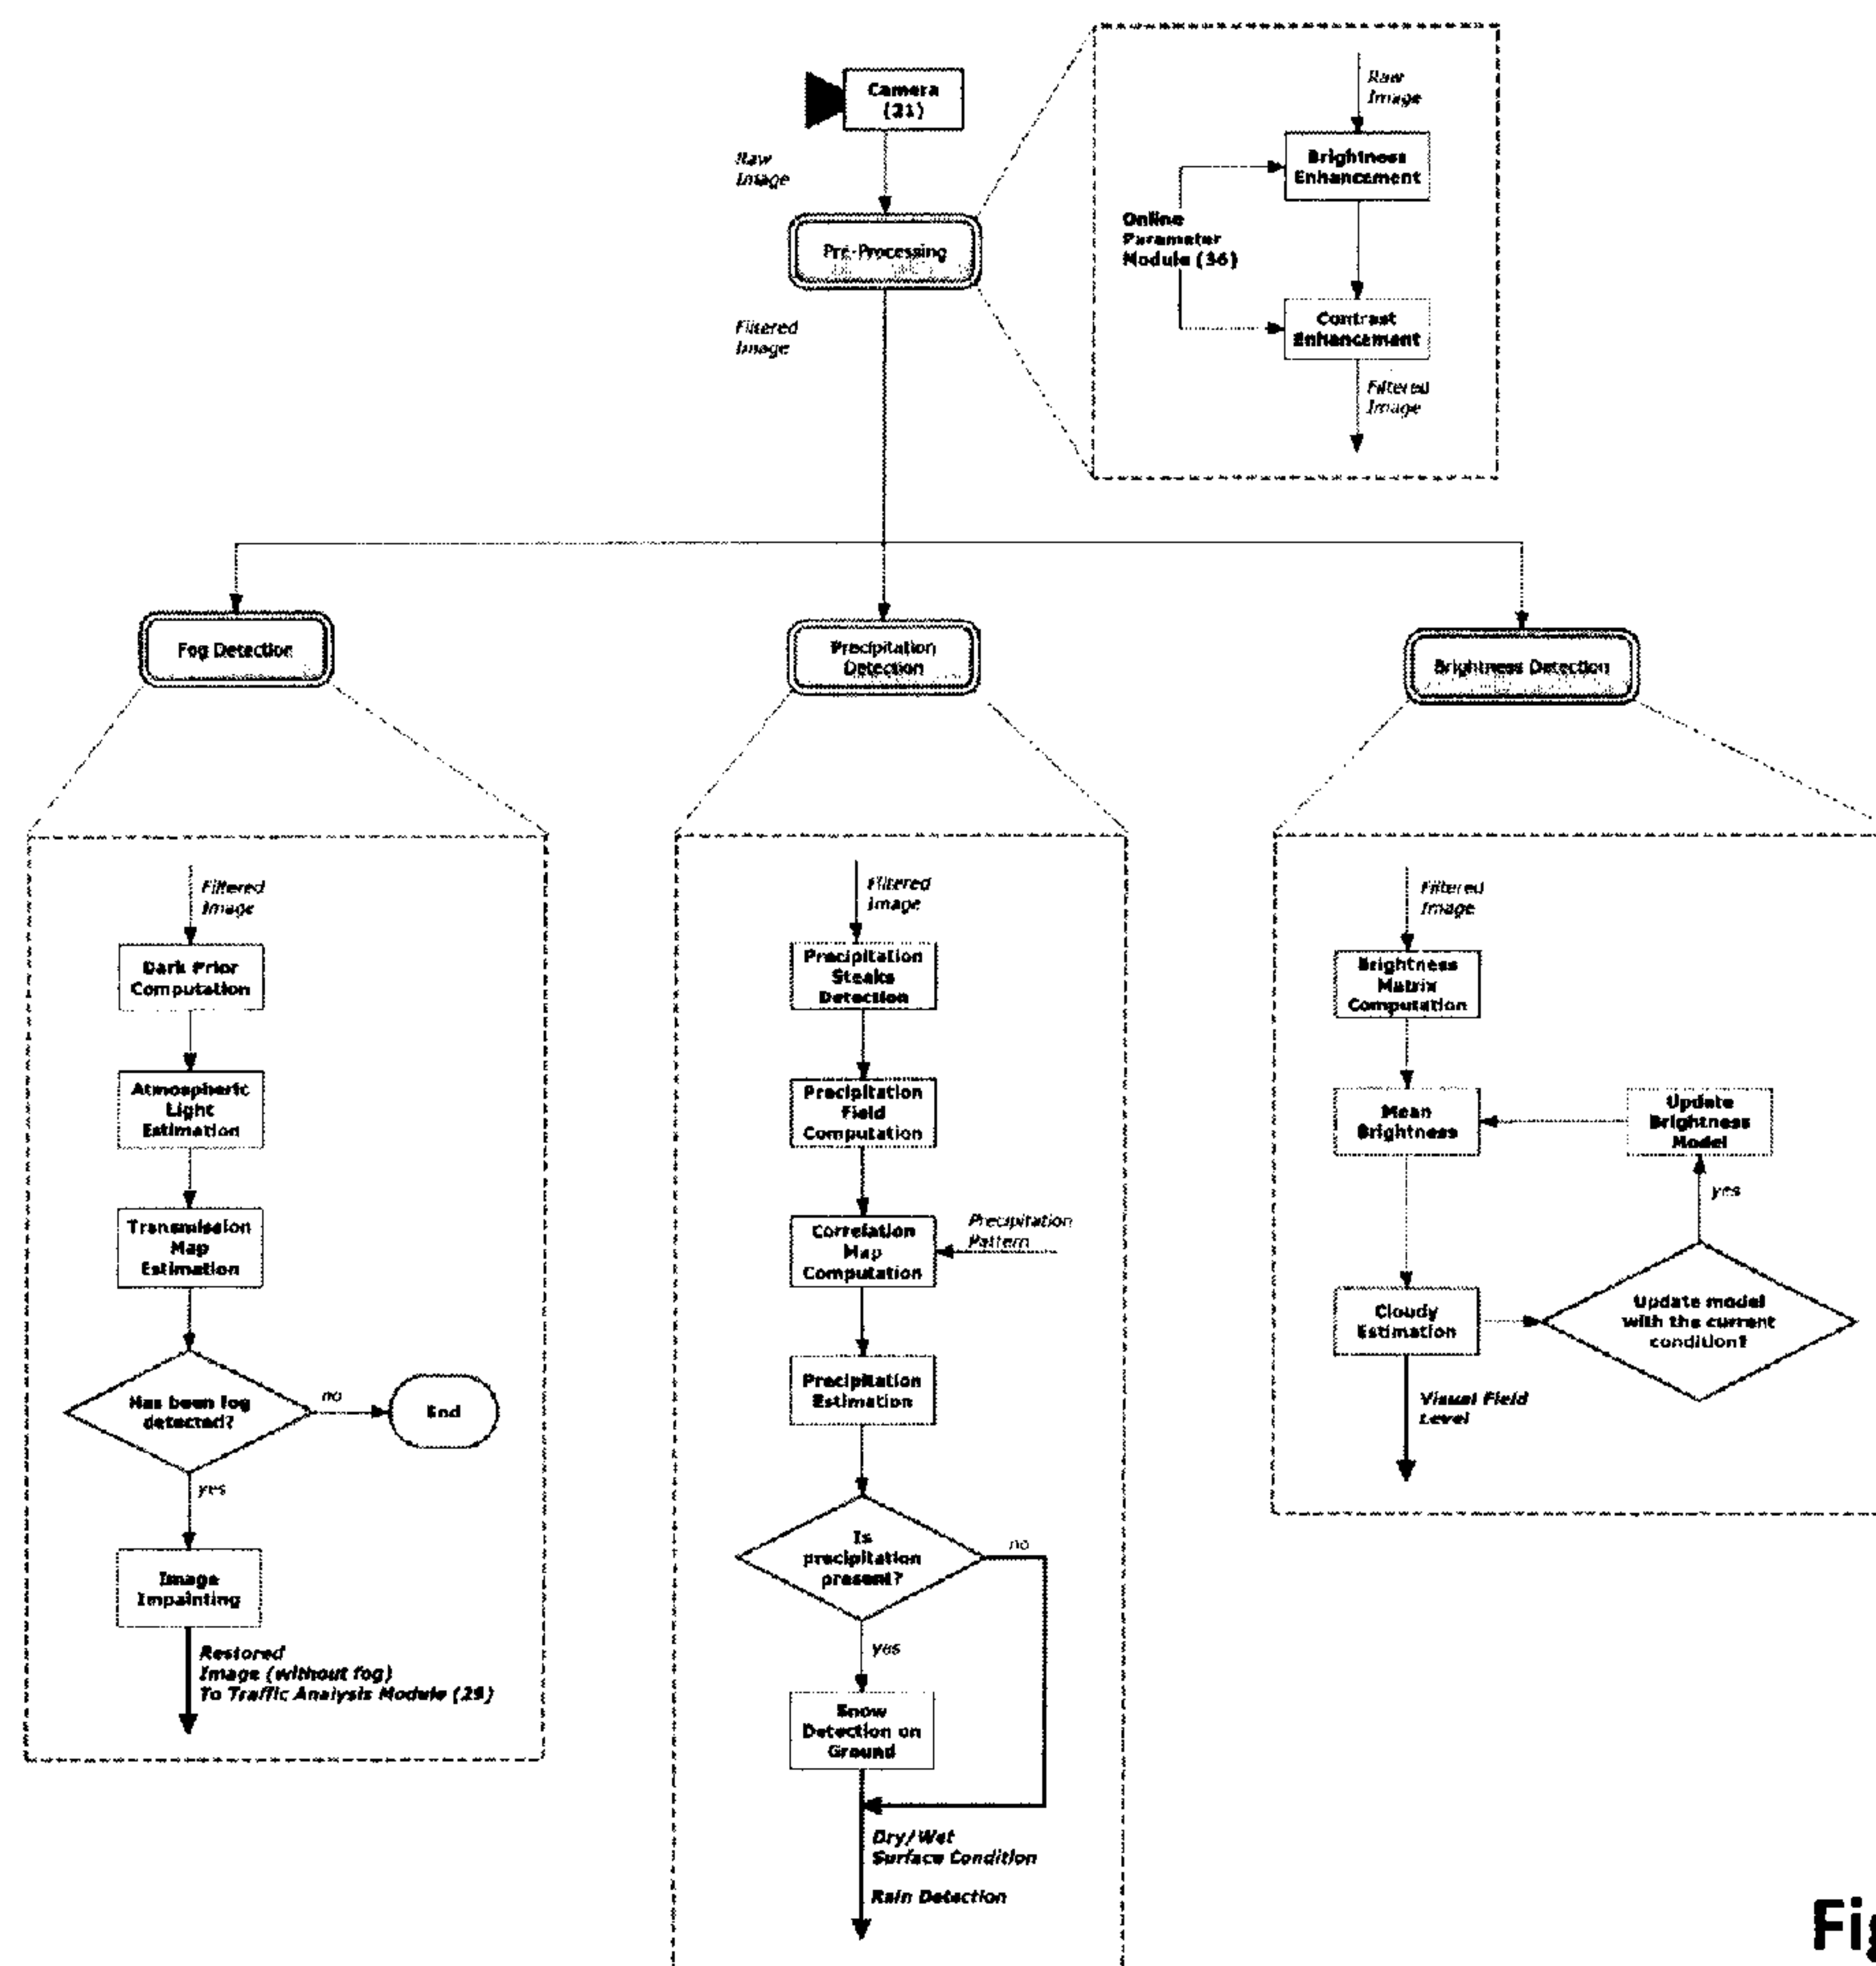 Camera
(21)
Raw
Image
Pre-Processing
Filtered
Image
Raw
Image
Brightness
Enhancement
Online
Parameter
Module (36)
Contrast
Enhancement
Filtered
Image
Fog Detection
Precipitation
Detection
Brightness Detection
Filtered
Image
Dark Prior
Computation
Atmospheric
Light
Estimation
Transmission
Map
Estimation
Has been fog
detected?
no
End
yes
Image
Impainting
Restored
Image (without fog)
To Traffic Analysis Module (25)
Filtered
Image
Precipitation
Steaks
Detection
Precipitation
Field
Computation
Correlation
Map
Computation
Precipitation
Pattern
Precipitation
Estimation
Is
precipitation
present?
no
yes
Snow
Detection on
Ground
Dry/Wet
Surface Condition
Rain Detection
Filtered
Image
Brightness
Matrix
Computation
Mean
Brightness
Update
Brightness
Model
yes
Cloudy
Estimation
Update model
with the current
condition?
Visual Field
Level
Fig